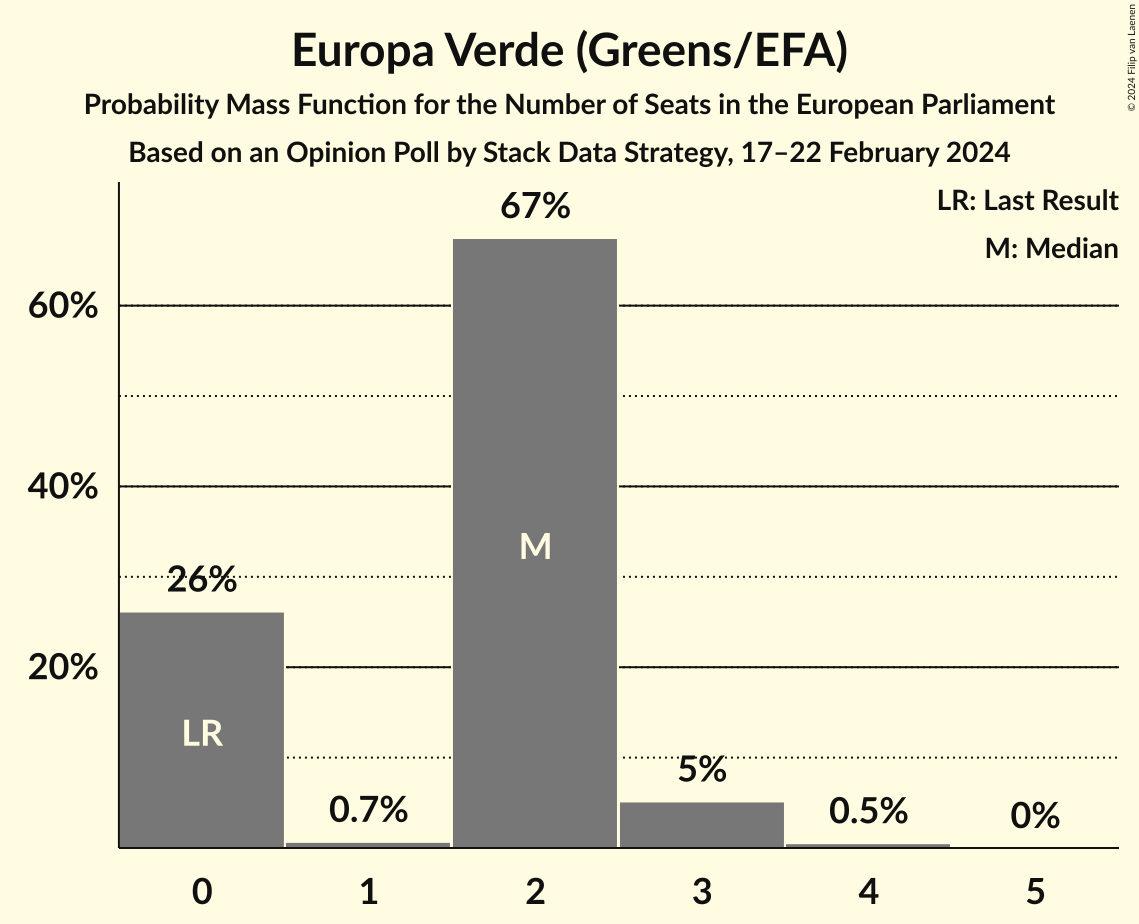 Europa Verde (Greens/EFA)
Probability Mass Function for the Number of Seats in the European Parliament
Based on an Opinion Poll by Stack Data Strategy, 17–22 February 2024
© 2024 Filip van Laenen
LR: Last Result
M: Median
67%
60%
40%
M
26%
20%
LR
5%
0.7%
0.5%
0%
0 1 2 3 4 5